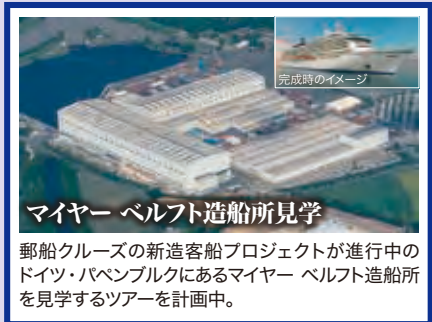 完成時のイメージ
マイヤー ベルフト造船所見学
郵船クルーズの新造客船プロジェクトが進行中の
ドイツ・パペンブルクにあるマイヤー ベルフト造船所
を見学するツアーを計画中。